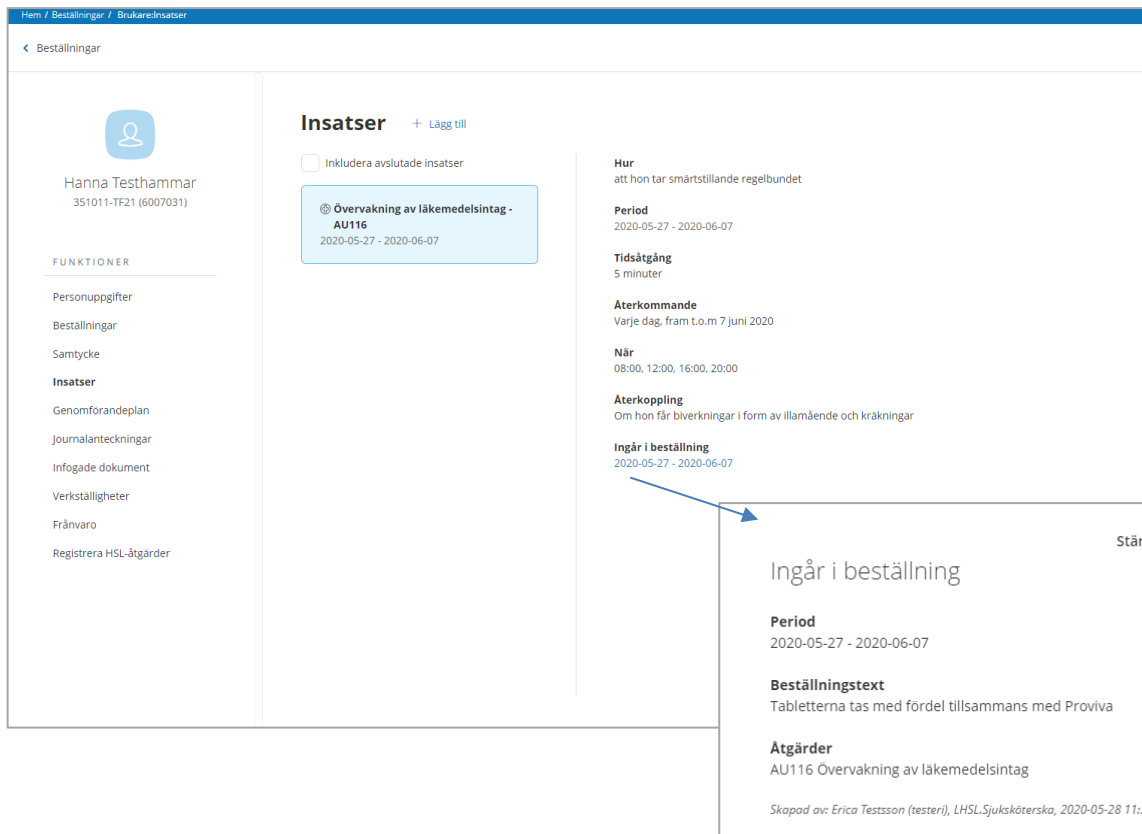 Hem / Beställningar / Brukare:Insatser
Beställningar
Hanna Testhammar
351011-TF21 (6007031)
FUNKTIONER
Personuppgifter
Beställningar
Samtycke
Insatser
Genomförandeplan
Journalanteckningar
Infogade dokument
Verkställigheter
Frånvaro
Registrera HSL-åtgärder
Insatser + Lägg till
Inkludera avslutade insatser
Övervakning av läkemedelsintag -
AU116
2020-05-27 - 2020-06-07
Hur
att hon tar smärtstillande regelbundet
Period
2020-05-27 - 2020-06-07
Tidsåtgång
5 minuter
Återkommande
Varje dag, fram t.o.m 7 juni 2020
När
08:00, 12:00, 16:00, 20:00
Återkoppling
Om hon får biverkningar i form av illamående och kräkningar
Ingår i beställning
2020-05-27 - 2020-06-07
Ingår i beställning
Period
2020-05-27 - 2020-06-07
Beställningstext
Tabletterna tas med fördel tillsammans med Proviva
Åtgärder
AU116 Övervakning av läkemedelsintag
Skapad av: Erica Testsson (testeri), LHSL.Sjuksköterska, 2020-05-28 11: